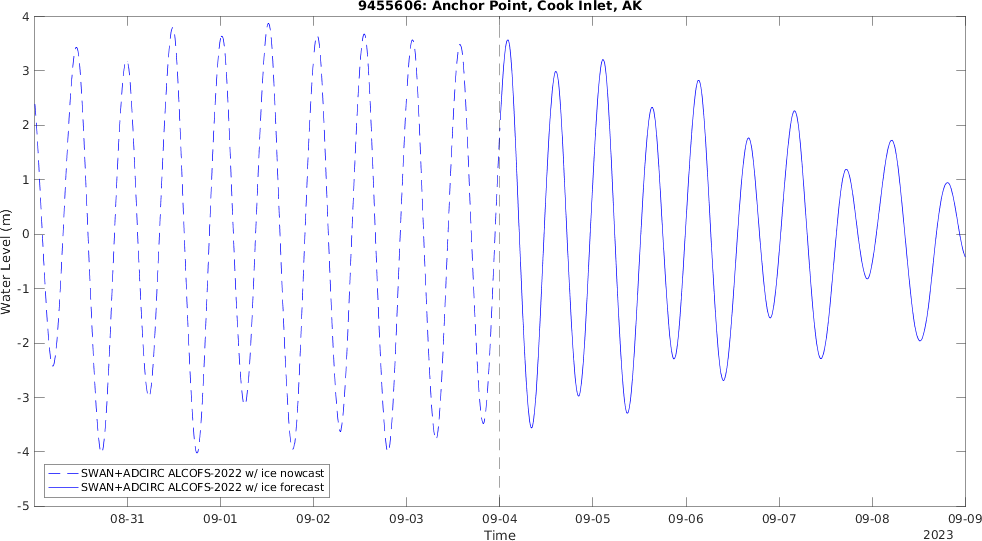 9455606: Anchor Point, Cook Inlet, AK
4
3
2
1
0
-1
-2
-3
-4
-5
Water Level (m)
SWAN+ADCIRC ALCOFS-2022 w/ ice nowcast
SWAN+ADCIRC ALCOFS-2022 w/ ice forecast
08-31 09-01 09-02 09-03 09-04 09-05 09-06 09-07 09-08 09-09
Time
2023